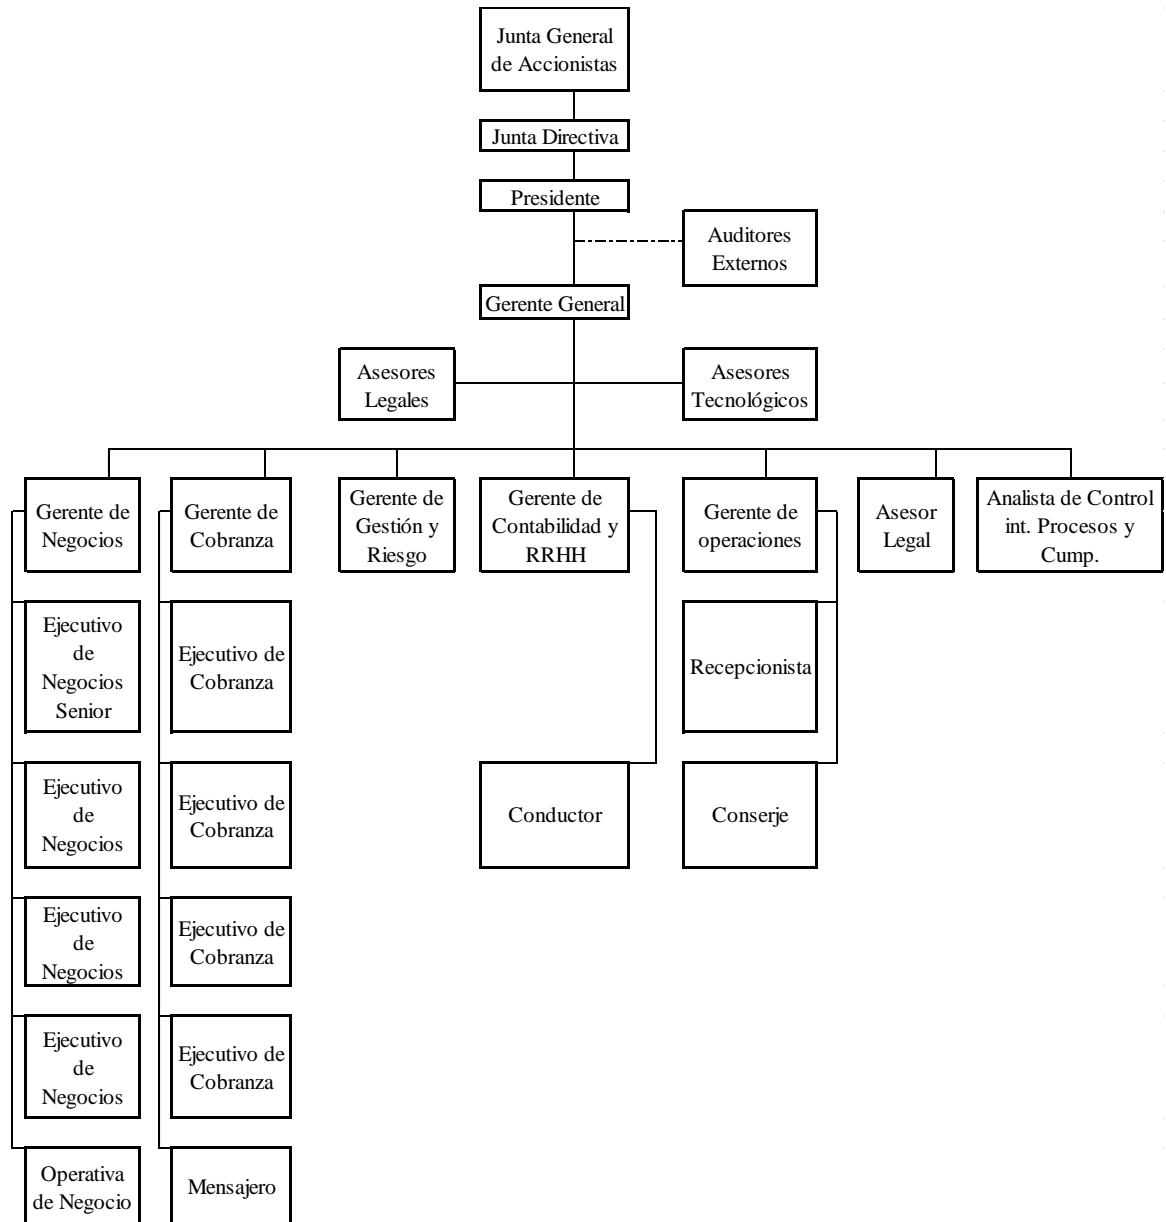 Junta General
de Accionistas
Junta Directiva
Presidente
Auditores
Externos
Gerente General
Asesores
Legales
Asesores
Tecnológicos
Gerente de
Negocios
Gerente de
Cobranza
Gerente de
Gestión y
Riesgo
Gerente de
Contabilidad y
RRHH
Gerente de
operaciones
Asesor
Legal
Analista de Control
int. Procesos y
Cump.
Ejecutivo
de
Negocios
Senior
Ejecutivo de
Cobranza
Recepcionista
Ejecutivo
de
Negocios
Ejecutivo de
Cobranza
Conductor
Conserje
Ejecutivo
de
Negocios
Ejecutivo de
Cobranza
Ejecutivo
de
Negocios
Ejecutivo de
Cobranza
Operativa
de Negocio
Mensajero